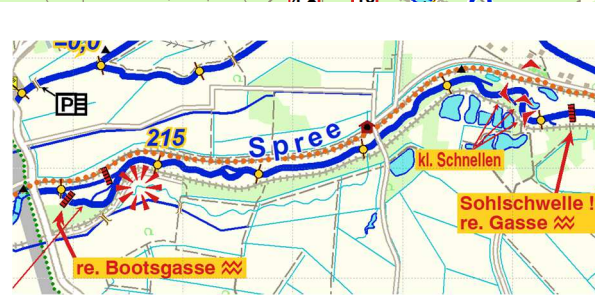 =0,0
P
215
Spree
kl. Schnellen
Sohlschwelle !
re. Gasse
re. Bootsgasse